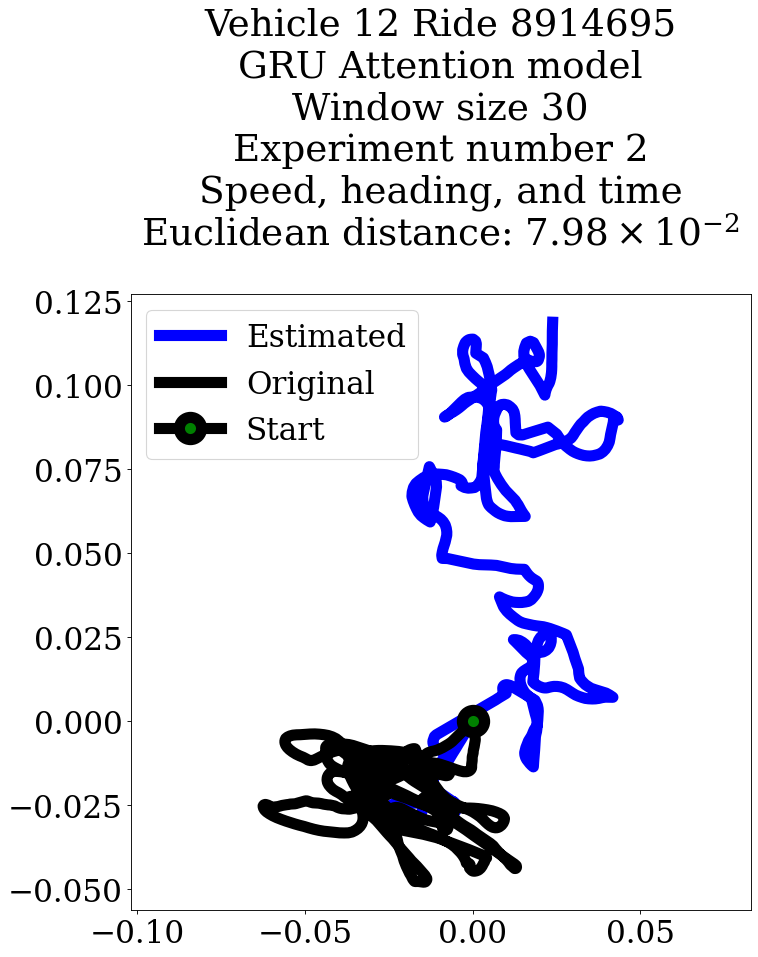 Vehicle 12 Ride 8914695
GRU Attention model
Window size 30
Experiment number 2
Speed, heading, and time
Euclidean distance: 7.98 × 10⁻²
Estimated
Original
Start
0.125
0.100
0.075
0.050
0.025
0.000
−0.025
−0.050
−0.10
−0.05
0.00
0.05